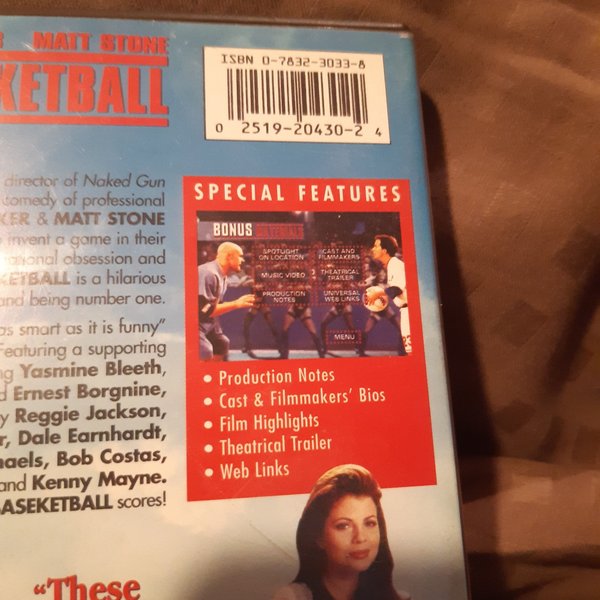 MATT STONE
KETBALL
ISBN 0-7832-3033-8
0 2519-20430-2 4
director of Naked Gun
comedy of professional
KER & MATT STONE
invent a game in their
national obsession and
KETBALL is a hilarious
and being number one.
as smart as it is funny”
Featuring a supporting
Yasmine Bleeth,
Ernest Borgnine,
Reggie Jackson,
Dale Earnhardt,
Bob Costas,
and Kenny Mayne.
BASEKETBALL scores!
“These
SPECIAL FEATURES
BONUS MATERIALS
SPOTLIGHT ON LOCATION
CAST AND FILMMAKERS
MUSIC VIDEO
THEATRICAL TRAILER
PRODUCTION NOTES
UNIVERSAL WEB LINKS
MENU
• Production Notes
• Cast & Filmmakers’ Bios
• Film Highlights
• Theatrical Trailer
• Web Links